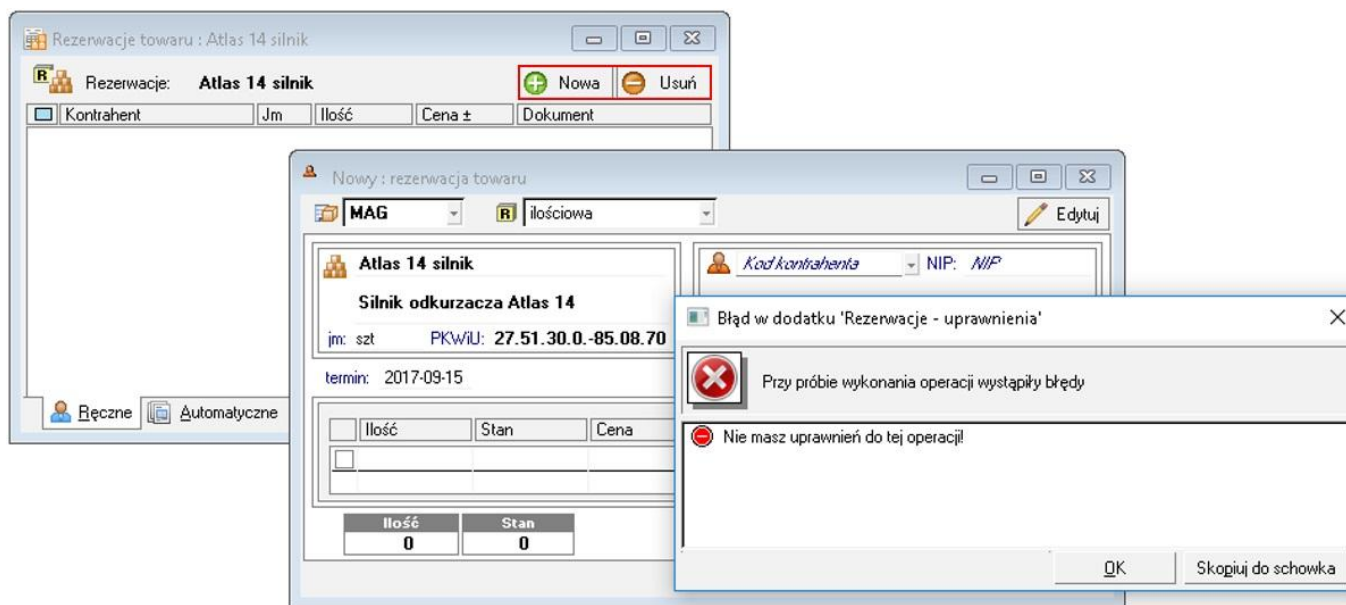 Rezerwacje towaru : Atlas 14 silnik
R Rezerwacje: Atlas 14 silnik Nowa Usuń
Kontrahent Jm Ilość Cena ± Dokument
Ręczne Automatyczne
Nowy : rezerwacja towaru
MAG R ilościowa Edytuj
Atlas 14 silnik
Silnik odkurzacza Atlas 14
jm: szt PKWiU: 27.51.30.0.-85.08.70
Kod kontrahenta NIP: NIP
termin: 2017-09-15
Ilość Stan Cena
Ilość Stan
0 0
Błąd w dodatku 'Rezerwacje - uprawnienia'
Przy próbie wykonania operacji wystąpiły błędy
Nie masz uprawnień do tej operacji!
OK Skopiuj do schowka